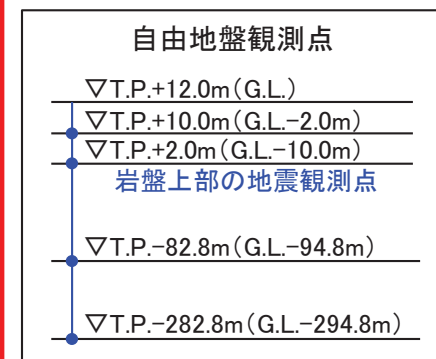 自由地盤観測点
▽T.P.+12.0m(G.L.)
▽T.P.+10.0m(G.L.-2.0m)
▽T.P.+2.0m(G.L.-10.0m)
岩盤上部の地震観測点
▽T.P.-82.8m(G.L.-94.8m)
▽T.P.-282.8m(G.L.-294.8m)